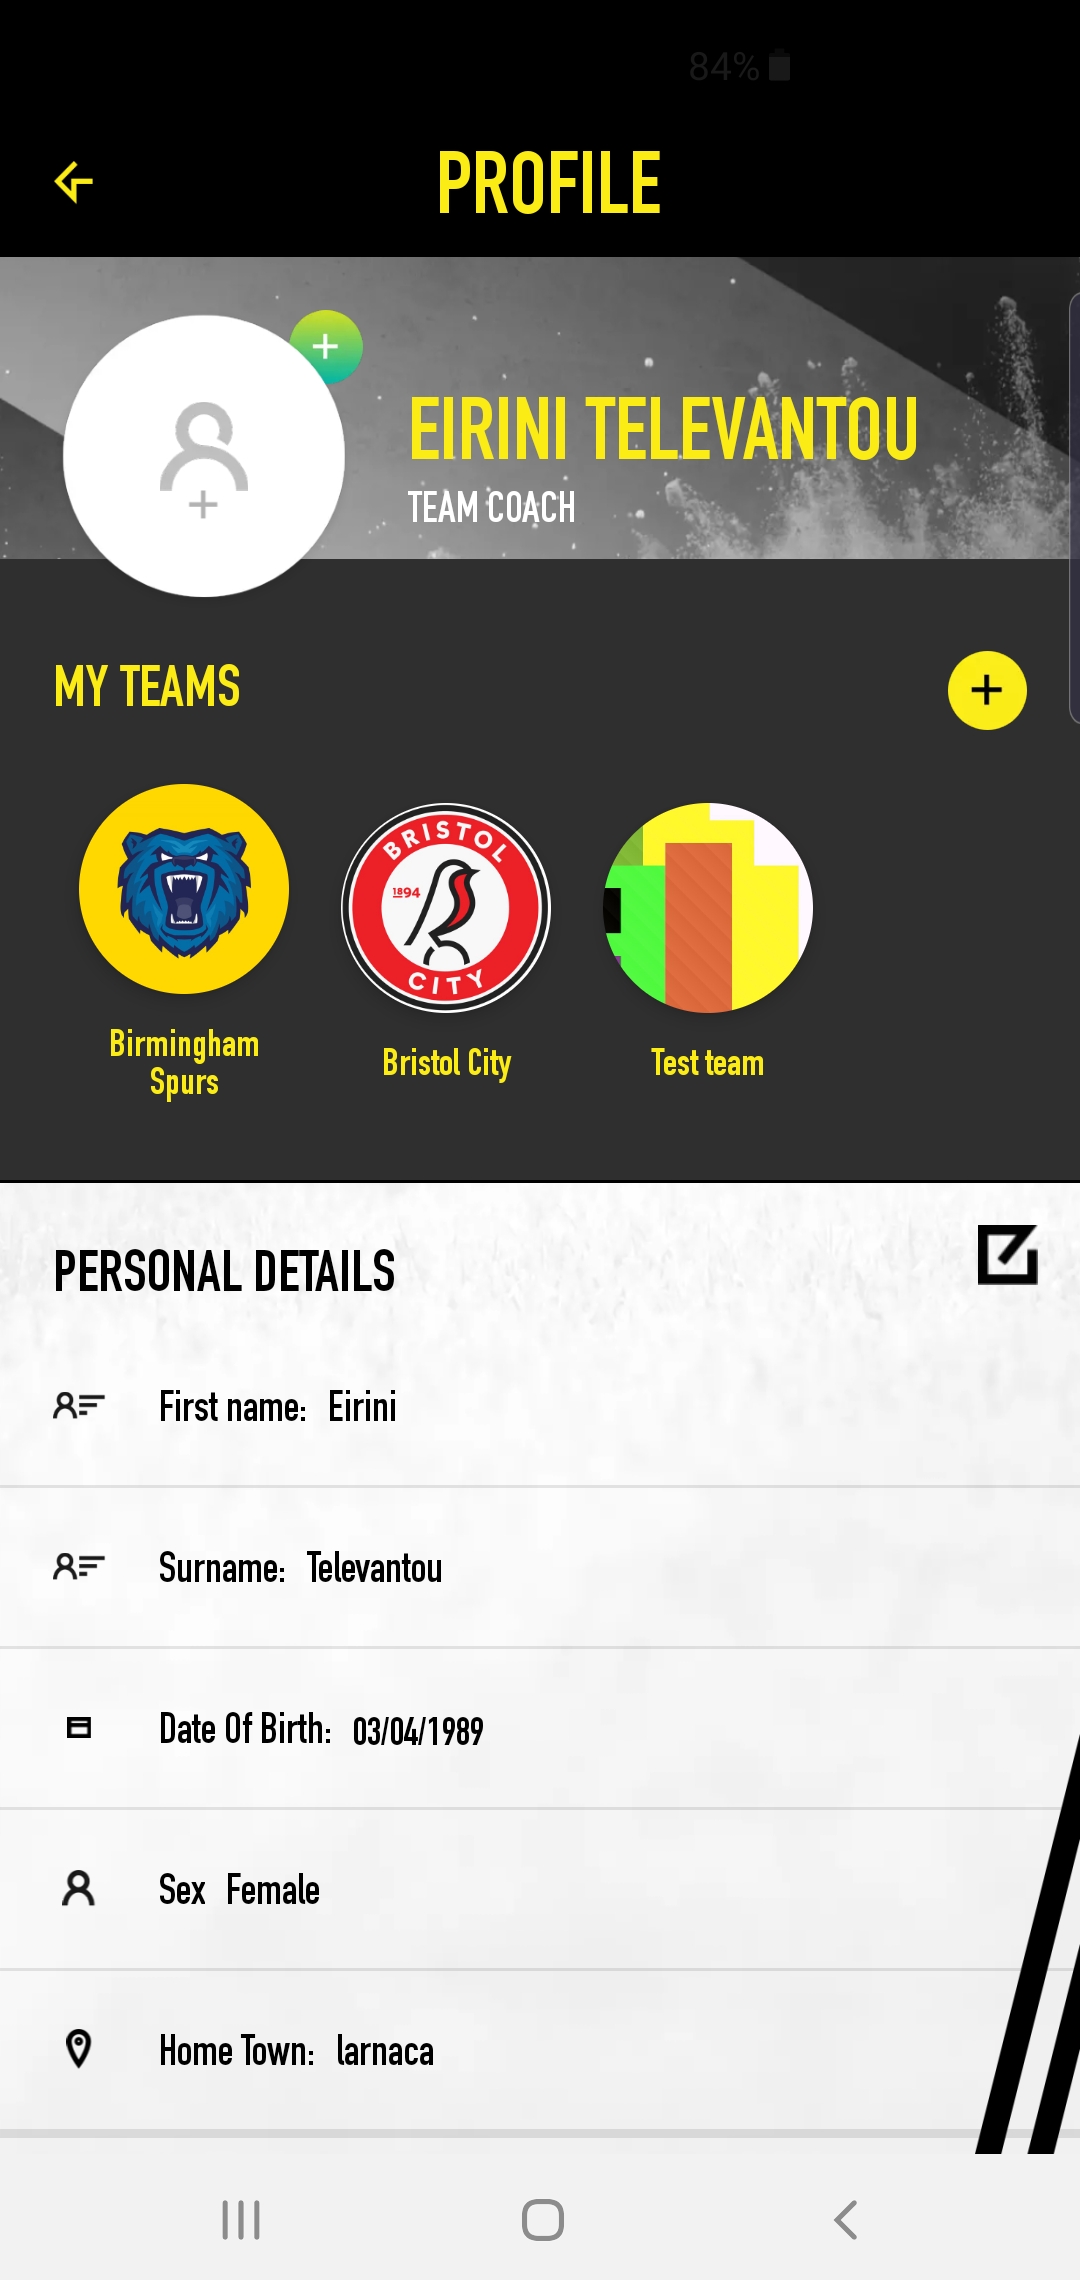 84%
PROFILE
EIRINI TELEVANTOU
TEAM COACH
MY TEAMS
BRISTOL
1894
CITY
Birmingham
Spurs
Bristol City
Test team
PERSONAL DETAILS
First name: Eirini
Surname: Televantou
Date Of Birth: 03/04/1989
Sex Female
Home Town: larnaca